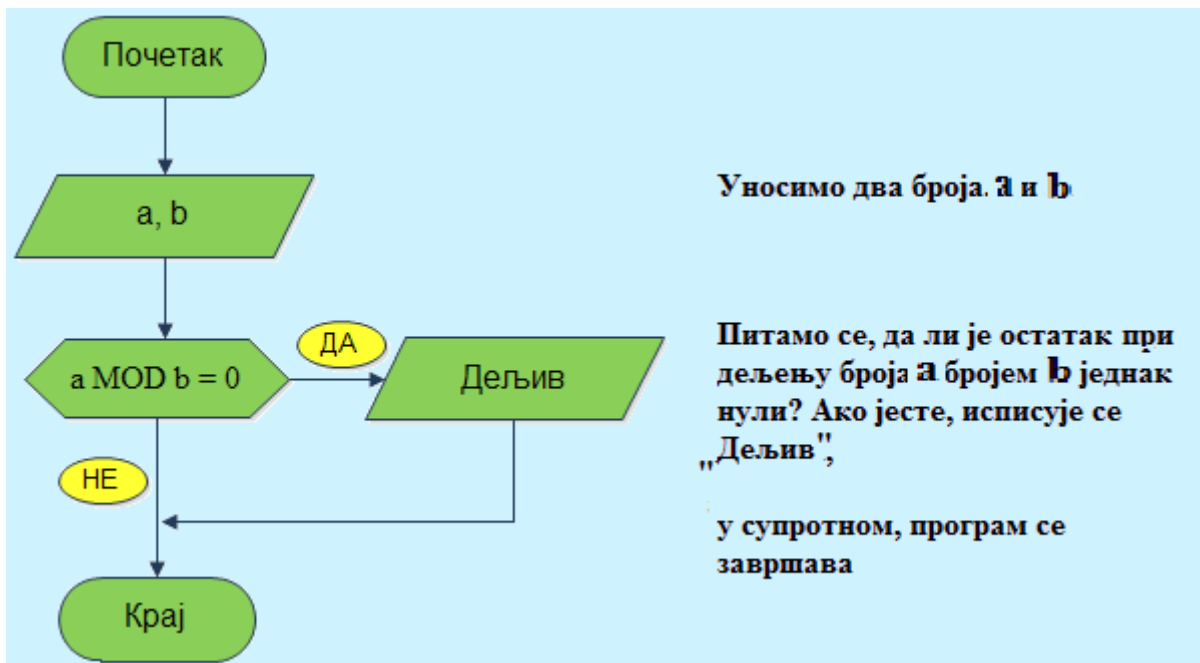 Почетак
a, b
Уносимо два броја. a и b
ДА
a MOD b = 0
Дељив
Питамо се, да ли је остатак при
дељењу броја a бројем b једнак
нули? Ако јесте, исписује се
"Дељив",
НЕ
у супротном, програм се
завршава
Крај